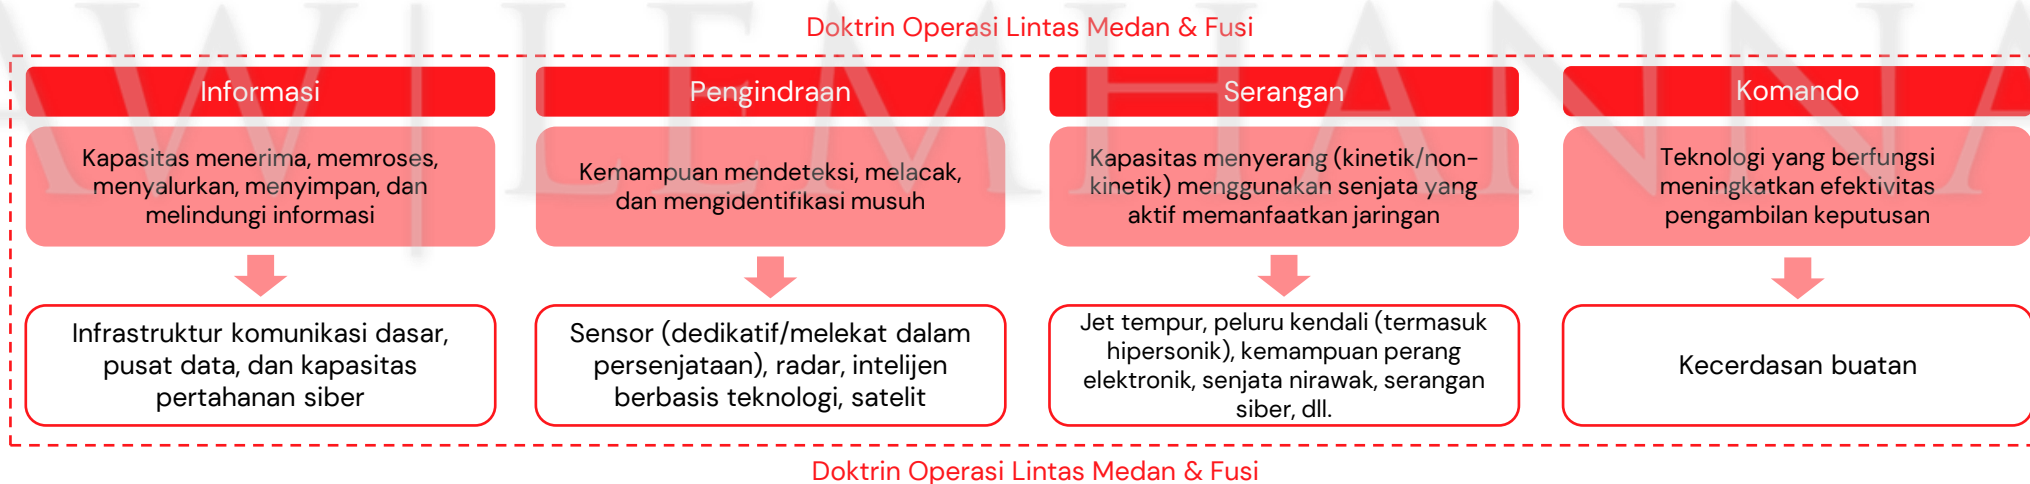 Doktrin Operasi Lintas Medan & Fusi
Informasi
Kapasitas menerima, memroses,
menyalurkan, menyimpan, dan
melindungi informasi
Infrastruktur komunikasi dasar,
pusat data, dan kapasitas
pertahanan siber
Pengindraan
Kemampuan mendeteksi, melacak,
dan mengidentifikasi musuh
Sensor (dedikatif/melekat dalam
persenjataan), radar, intelijen
berbasis teknologi, satelit
Serangan
Kapasitas menyerang (kinetik/non-
kinetik) menggunakan senjata yang
aktif memanfaatkan jaringan
Jet tempur, peluru kendali (termasuk
hipersonik), kemampuan perang
elektronik, senjata nirawak, serangan
siber, dll.
Komando
Teknologi yang berfungsi
meningkatkan efektivitas
pengambilan keputusan
Kecerdasan buatan
Doktrin Operasi Lintas Medan & Fusi